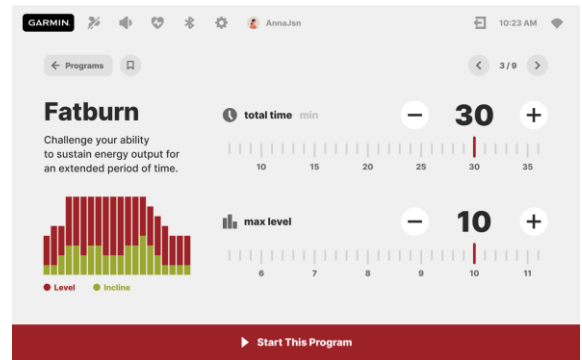 GARMIN.
AnnaJsn
10:23 AM
← Programs
3/9
Fatburn
Challenge your ability
to sustain energy output for
an extended period of time.
Level
Incline
total time min
30
10 15 20 25 30 35
max level
10
6 7 8 9 10 11
Start This Program